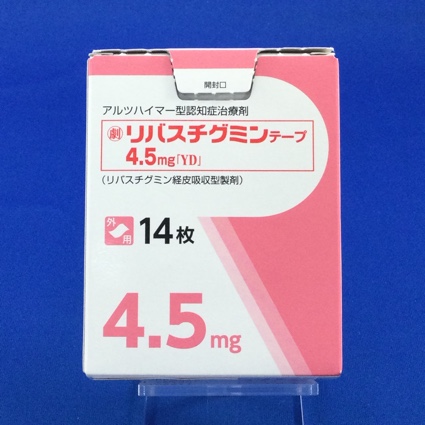 開封口
アルツハイマー型認知症治療剤
劇 リバスチグミンテープ
4.5mg「YD」
(リバスチグミン経皮吸収型製剤)
外用 14枚
4.5mg